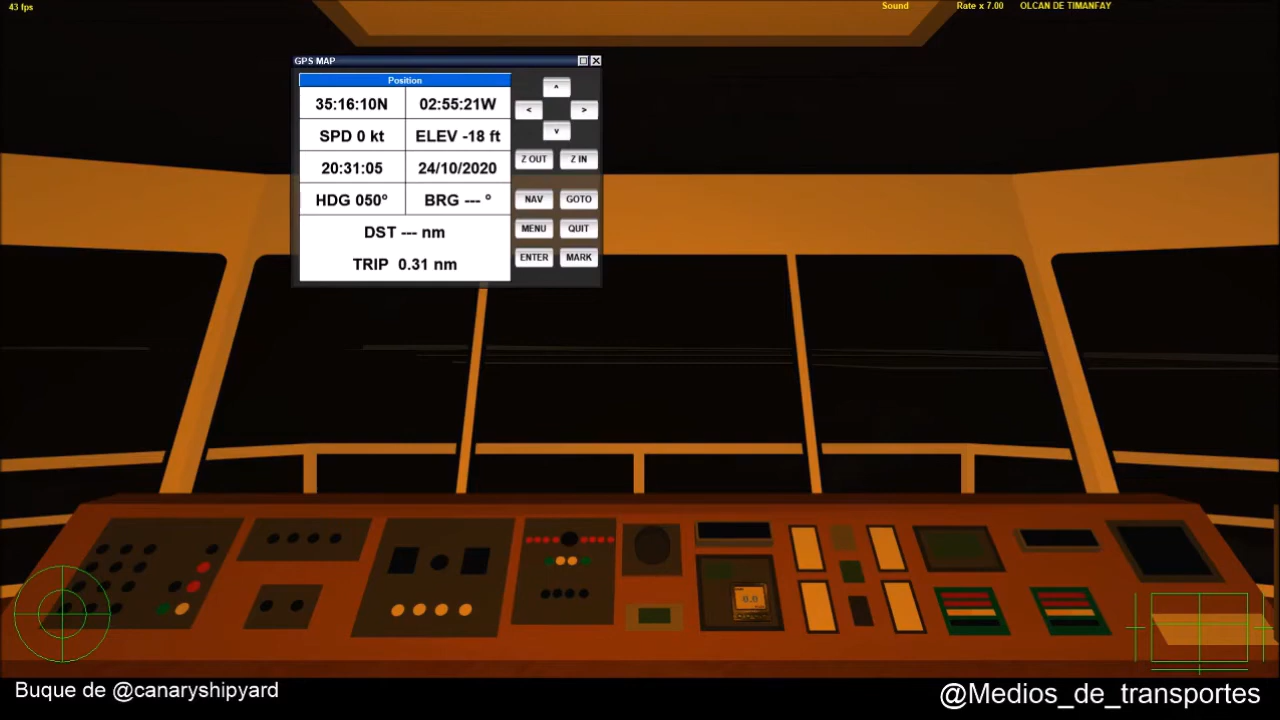 43 fps
Sound Rate x 7.00 OLCAN DE TIMANFAY
GPS MAP
Position
35:16:10N 02:55:21W
SPD 0 kt ELEV -18 ft
20:31:05 24/10/2020
HDG 050° BRG --- °
DST --- nm
TRIP 0.31 nm
^
< >
v
Z OUT Z IN
NAV GOTO
MENU QUIT
ENTER MARK
0.0
Buque de @canaryshipyard
@Medios_de_transportes